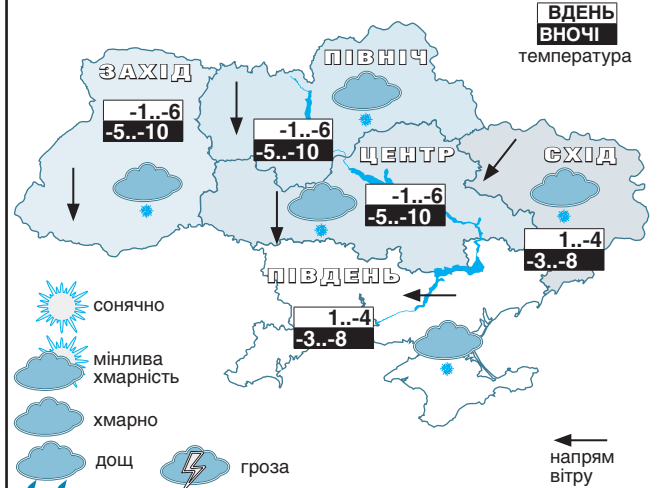 ВДЕНЬ
ВНОЧІ
температура
ПІВНІЧ
ЗАХІД
-1..-6
-5..-10
-1..-6
-5..-10
ЦЕНТР
СХІД
-1..-6
-5..-10
1..-4
-3..-8
ПІВДЕНЬ
1..-4
-3..-8
сонячно
мінлива
хмарність
хмарно
дощ
гроза
напрям
вітру